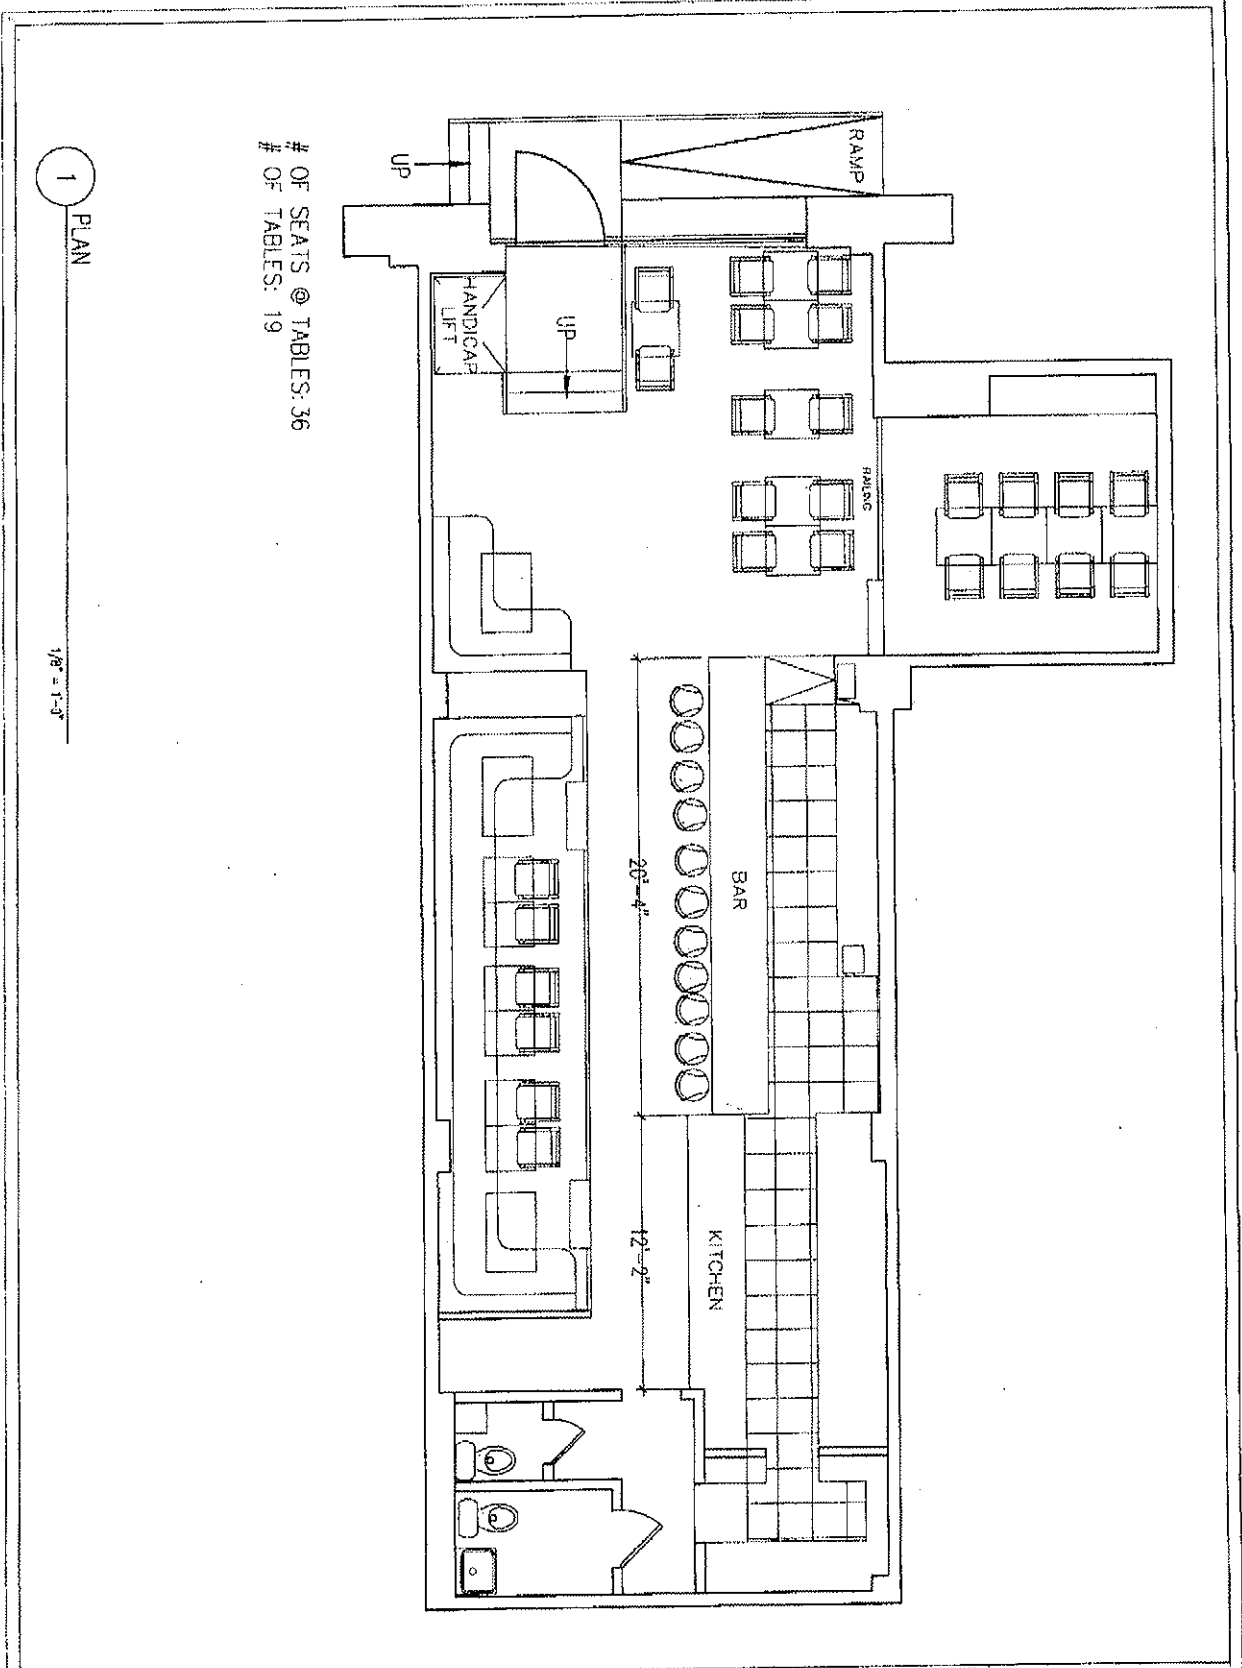 RAMP
UP
HANDICAP
LIFT
UP
RAILING
BAR
20'-4"
KITCHEN
12'-2"
# OF SEATS @ TABLES: 36
# OF TABLES: 19
1
PLAN
1/8" = 1'-0"